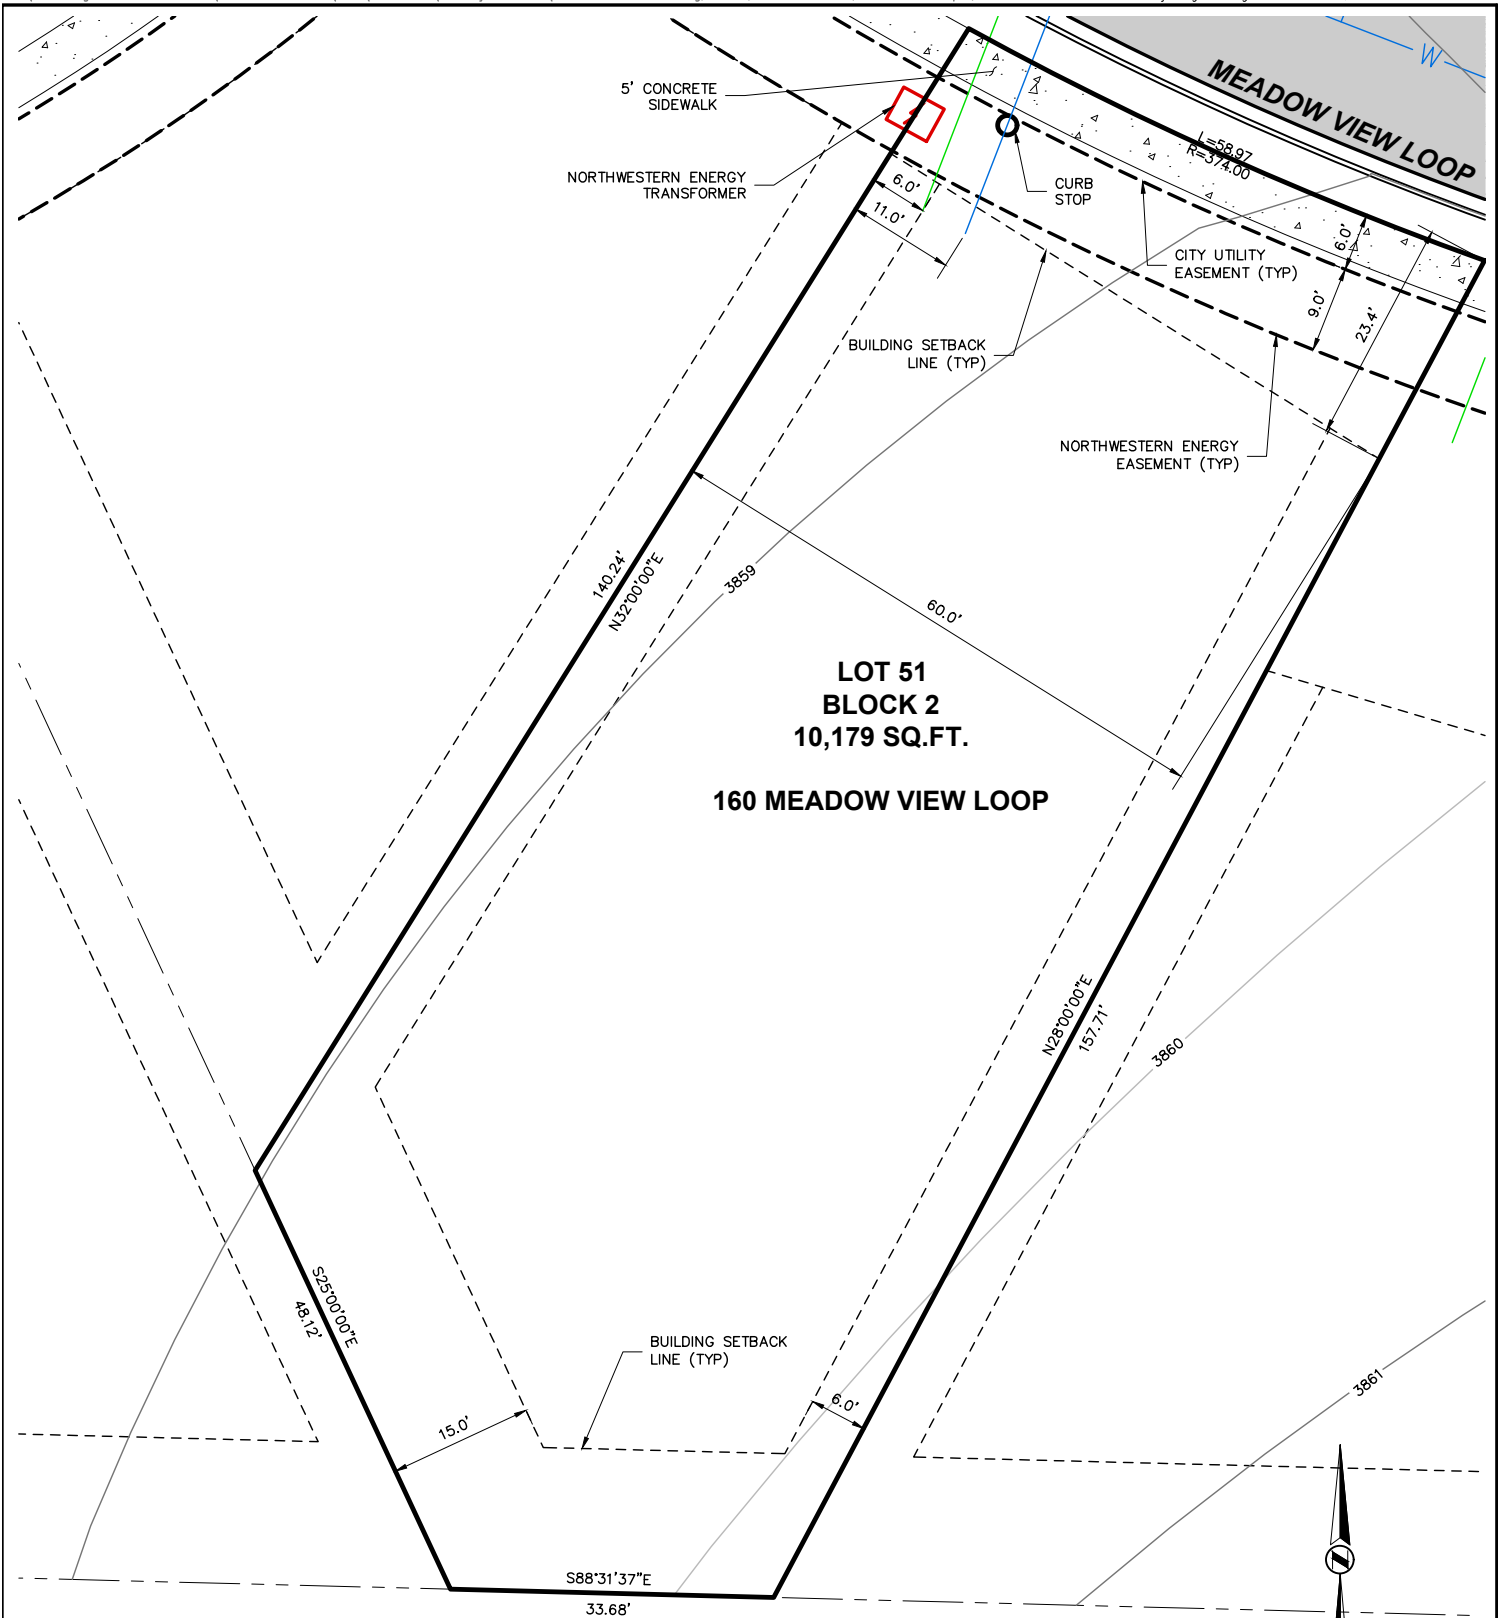 5' CONCRETE
SIDEWALK
MEADOW VIEW LOOP
W
L=58.97
R=374.00
NORTHWESTERN ENERGY
TRANSFORMER
6.0'
11.0'
CURB
STOP
CITY UTILITY
EASEMENT (TYP)
6.0'
9.0'
23.4'
BUILDING SETBACK
LINE (TYP)
NORTHWESTERN ENERGY
EASEMENT (TYP)
140.24'
N32°00'00"E
3859
60.0'
LOT 51
BLOCK 2
10,179 SQ.FT.
160 MEADOW VIEW LOOP
N28°00'00"E
157.71'
3860
S25°00'00"E
48.12'
BUILDING SETBACK
LINE (TYP)
15.0'
6.0'
3861
S88°31'37"E
33.68'
N